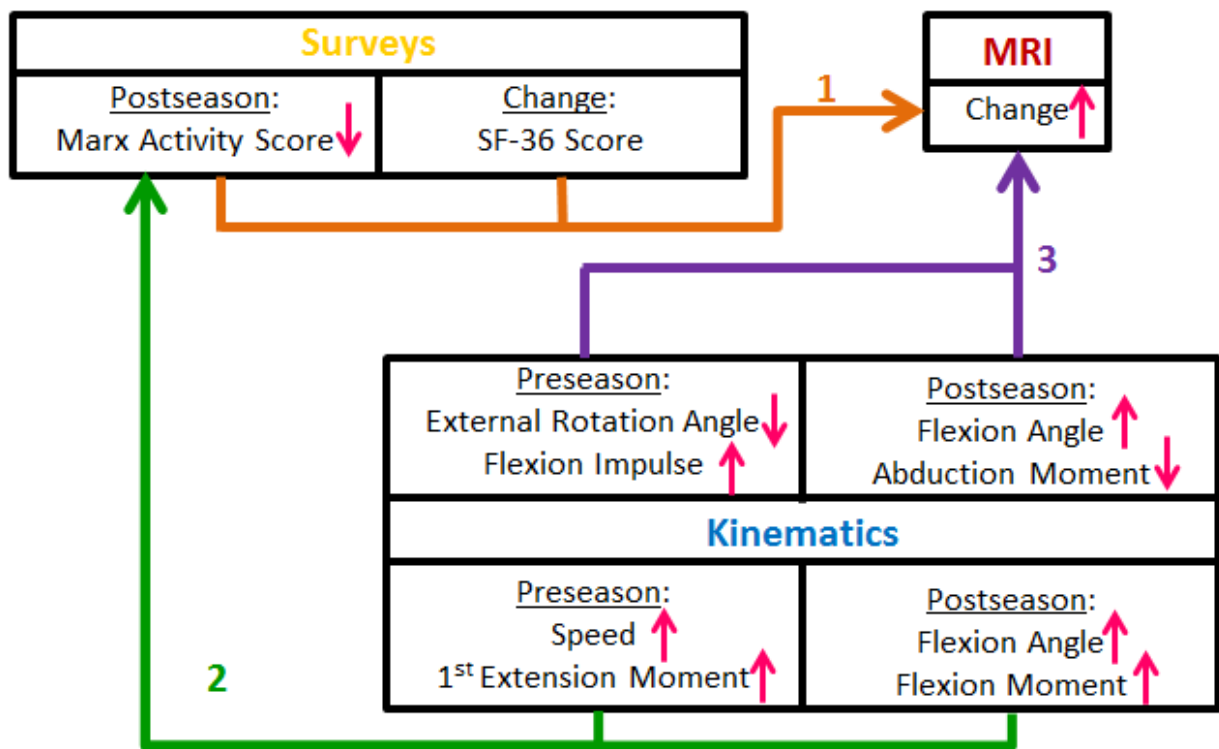 Surveys
Postseason:
Marx Activity Score
Change:
SF-36 Score
1
MRI
Change
3
Preseason:
External Rotation Angle
Flexion Impulse
Postseason:
Flexion Angle
Abduction Moment
Kinematics
Preseason:
Speed
1st Extension Moment
Postseason:
Flexion Angle
Flexion Moment
2